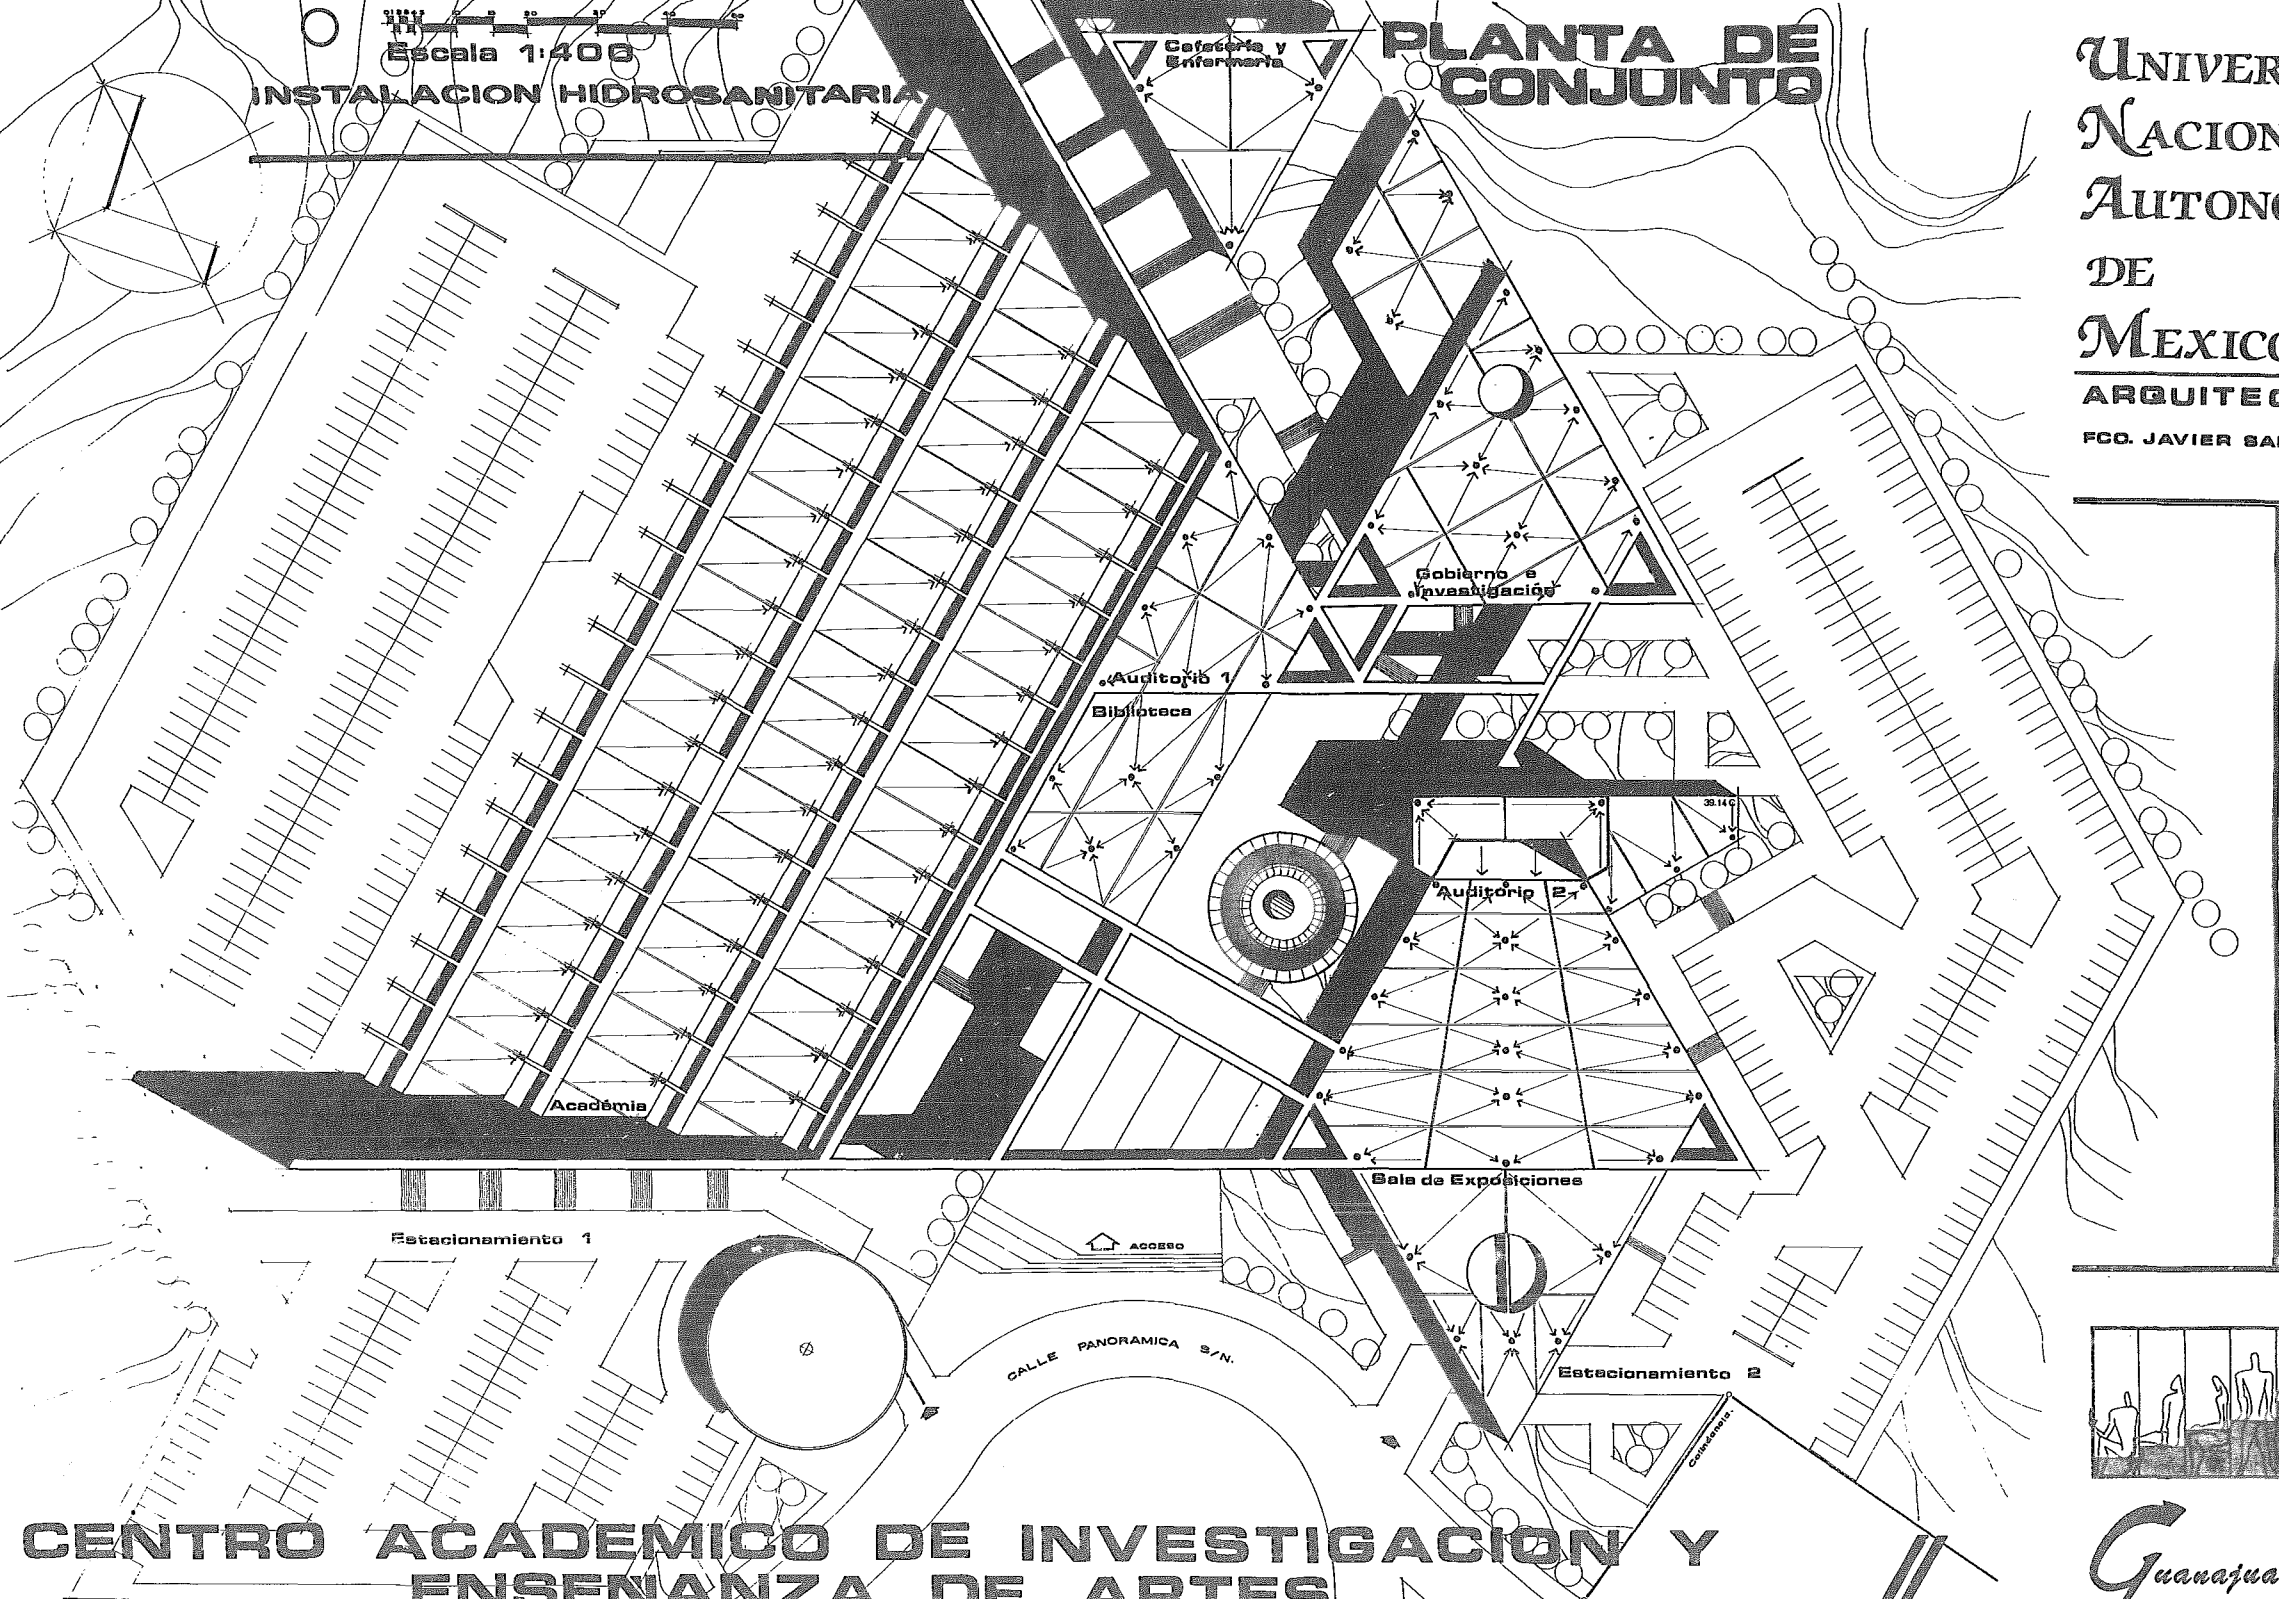 Escala 1:400
INSTALACION HIDROSANITARIA
Cafetería y
Enfermería
PLANTA DE
CONJUNTO
UNIVER
NACION
AUTONO
DE
MEXICO
ARQUITEC
FCO. JAVIER SA
Gobierno e
Investigación
Auditorio 1
Biblioteca
39.14
Auditorio 2
Académia
Sala de Exposiciones
Estacionamiento 1
ACCESO
CALLE PANORAMICA S/N.
Estacionamiento 2
Colindancia.
CENTRO ACADEMICO DE INVESTIGACION Y
ENSEÑANZA DE ARTES
Guanajua